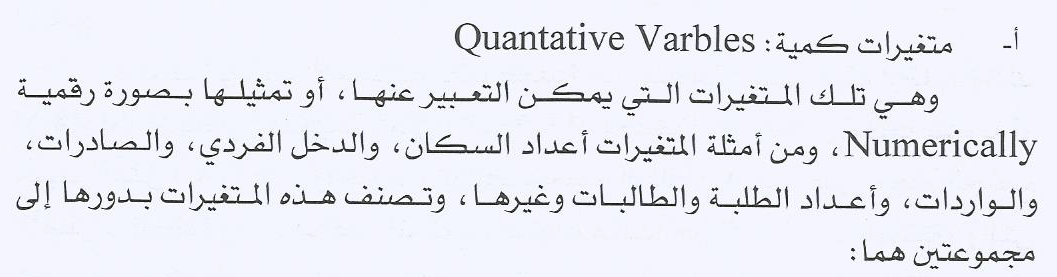 أ- متغيرات كمية: Quantative Varbles
وهي تلك المتغيرات التي يمكن التعبير عنها، أو تمثيلها بصورة رقمية
Numerically، ومن أمثلة المتغيرات أعداد السكان، والدخل الفردي، والصادرات،
والواردات، وأعداد الطلبة والطالبات وغيرها، وتصنف هذه المتغيرات بدورها إلى
مجموعتين هما: